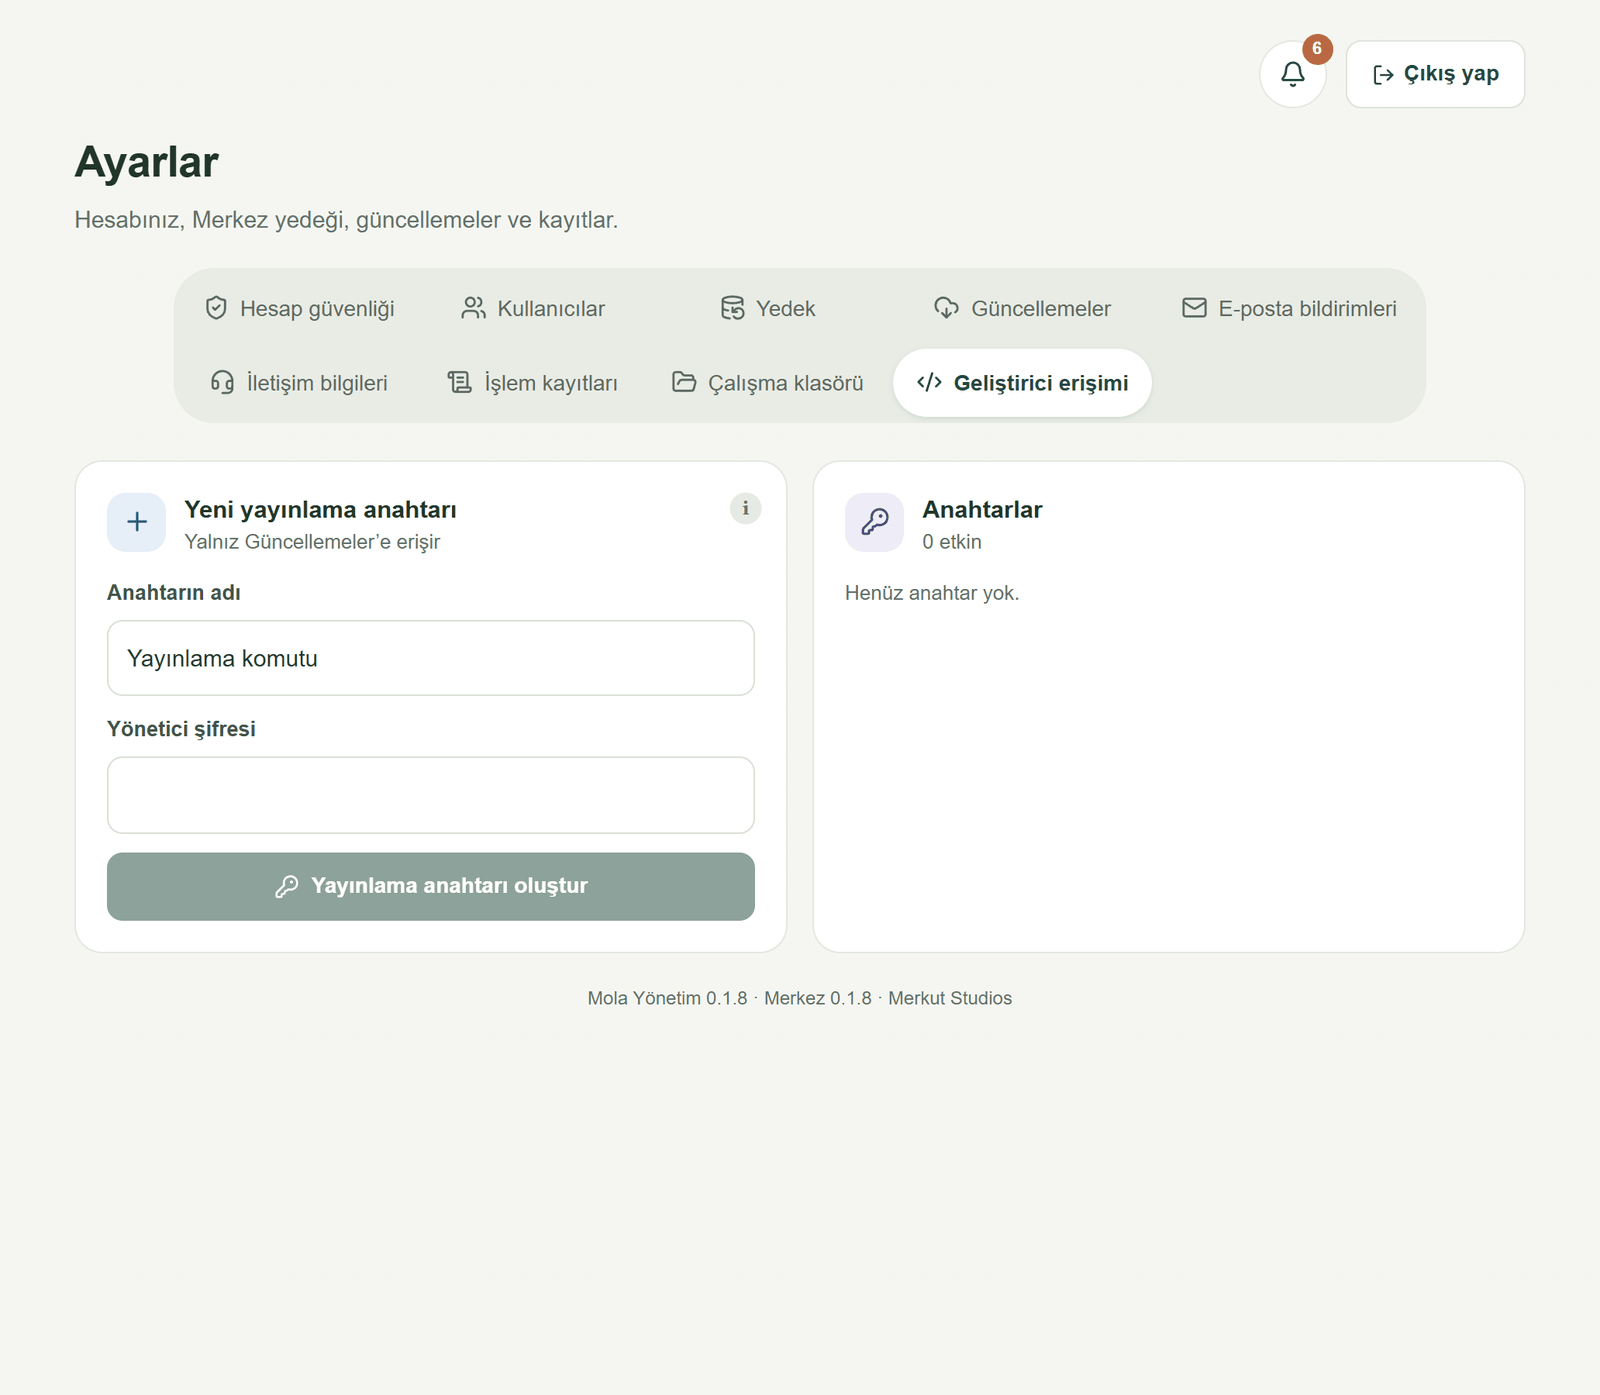 6
Çıkış yap
Ayarlar
Hesabınız, Merkez yedeği, güncellemeler ve kayıtlar.
Hesap güvenliği
Kullanıcılar
Yedek
Güncellemeler
E-posta bildirimleri
İletişim bilgileri
İşlem kayıtları
Çalışma klasörü
Geliştirici erişimi
Yeni yayınlama anahtarı
i
Yalnız Güncellemeler’e erişir
Anahtarın adı
Yayınlama komutu
Yönetici şifresi
Yayınlama anahtarı oluştur
Anahtarlar
0 etkin
Henüz anahtar yok.
Mola Yönetim 0.1.8 · Merkez 0.1.8 · Merkut Studios